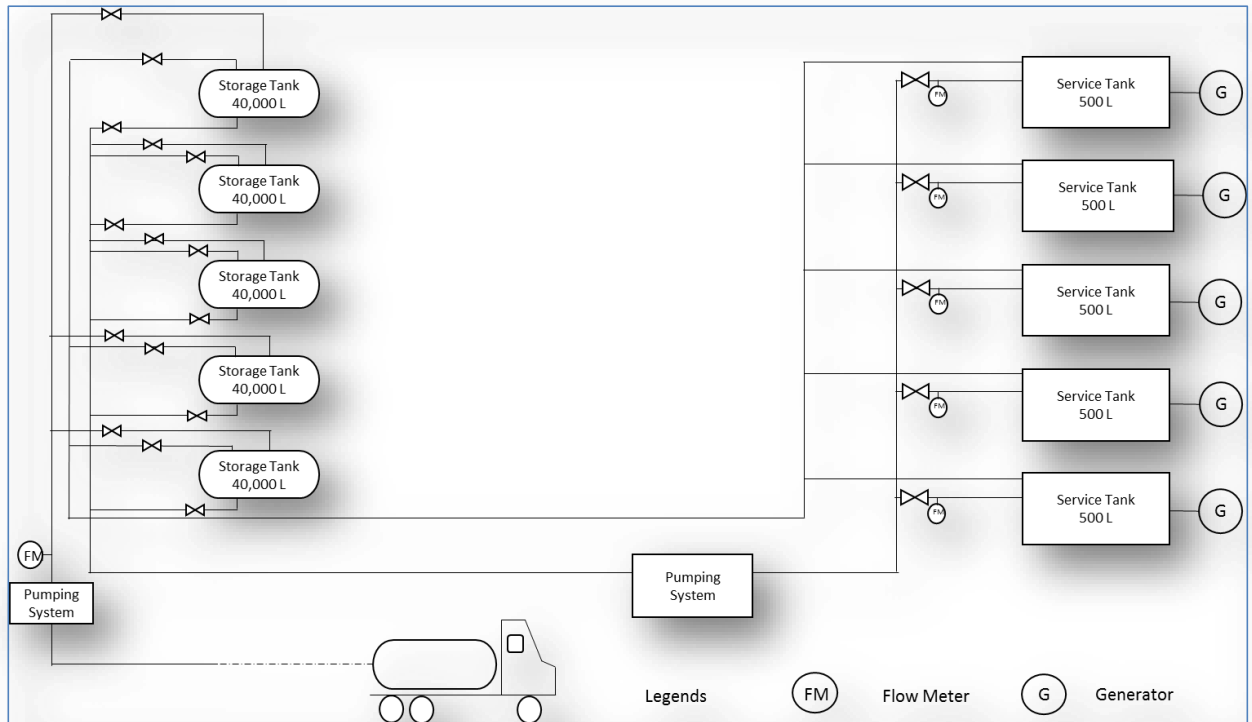 Storage Tank
40,000 L
Storage Tank
40,000 L
Storage Tank
40,000 L
Storage Tank
40,000 L
Storage Tank
40,000 L
FM
Pumping
System
Pumping
System
FM
Service Tank
500 L
G
FM
Service Tank
500 L
G
FM
Service Tank
500 L
G
FM
Service Tank
500 L
G
FM
Service Tank
500 L
G
Legends
FM
Flow Meter
G
Generator